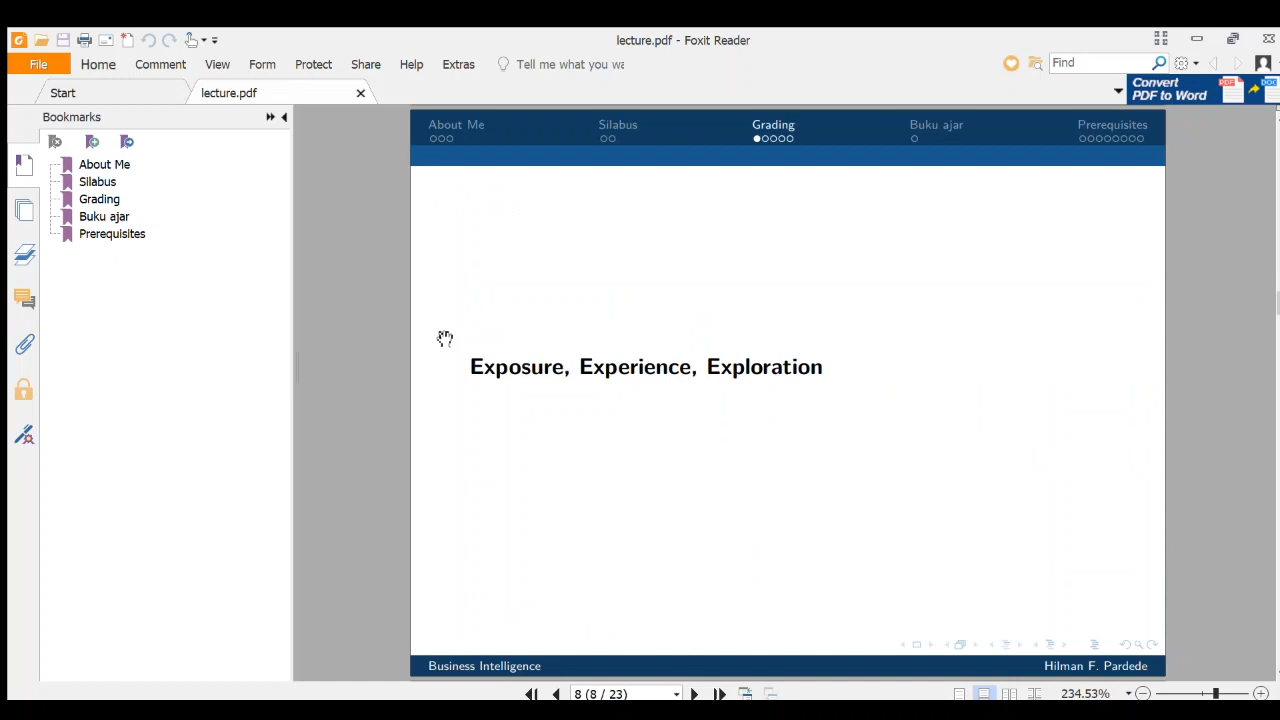 lecture.pdf - Foxit Reader
File Home Comment View Form Protect Share Help Extras Tell me what you wa Find
Start lecture.pdf
Convert
PDF to Word
PDF DOC
Bookmarks
About Me
Silabus
Grading
Buku ajar
Prerequisites
About Me Silabus Grading Buku ajar Prerequisites
Exposure, Experience, Exploration
Business Intelligence Hilman F. Pardede
8 (8 / 23) 234.53%